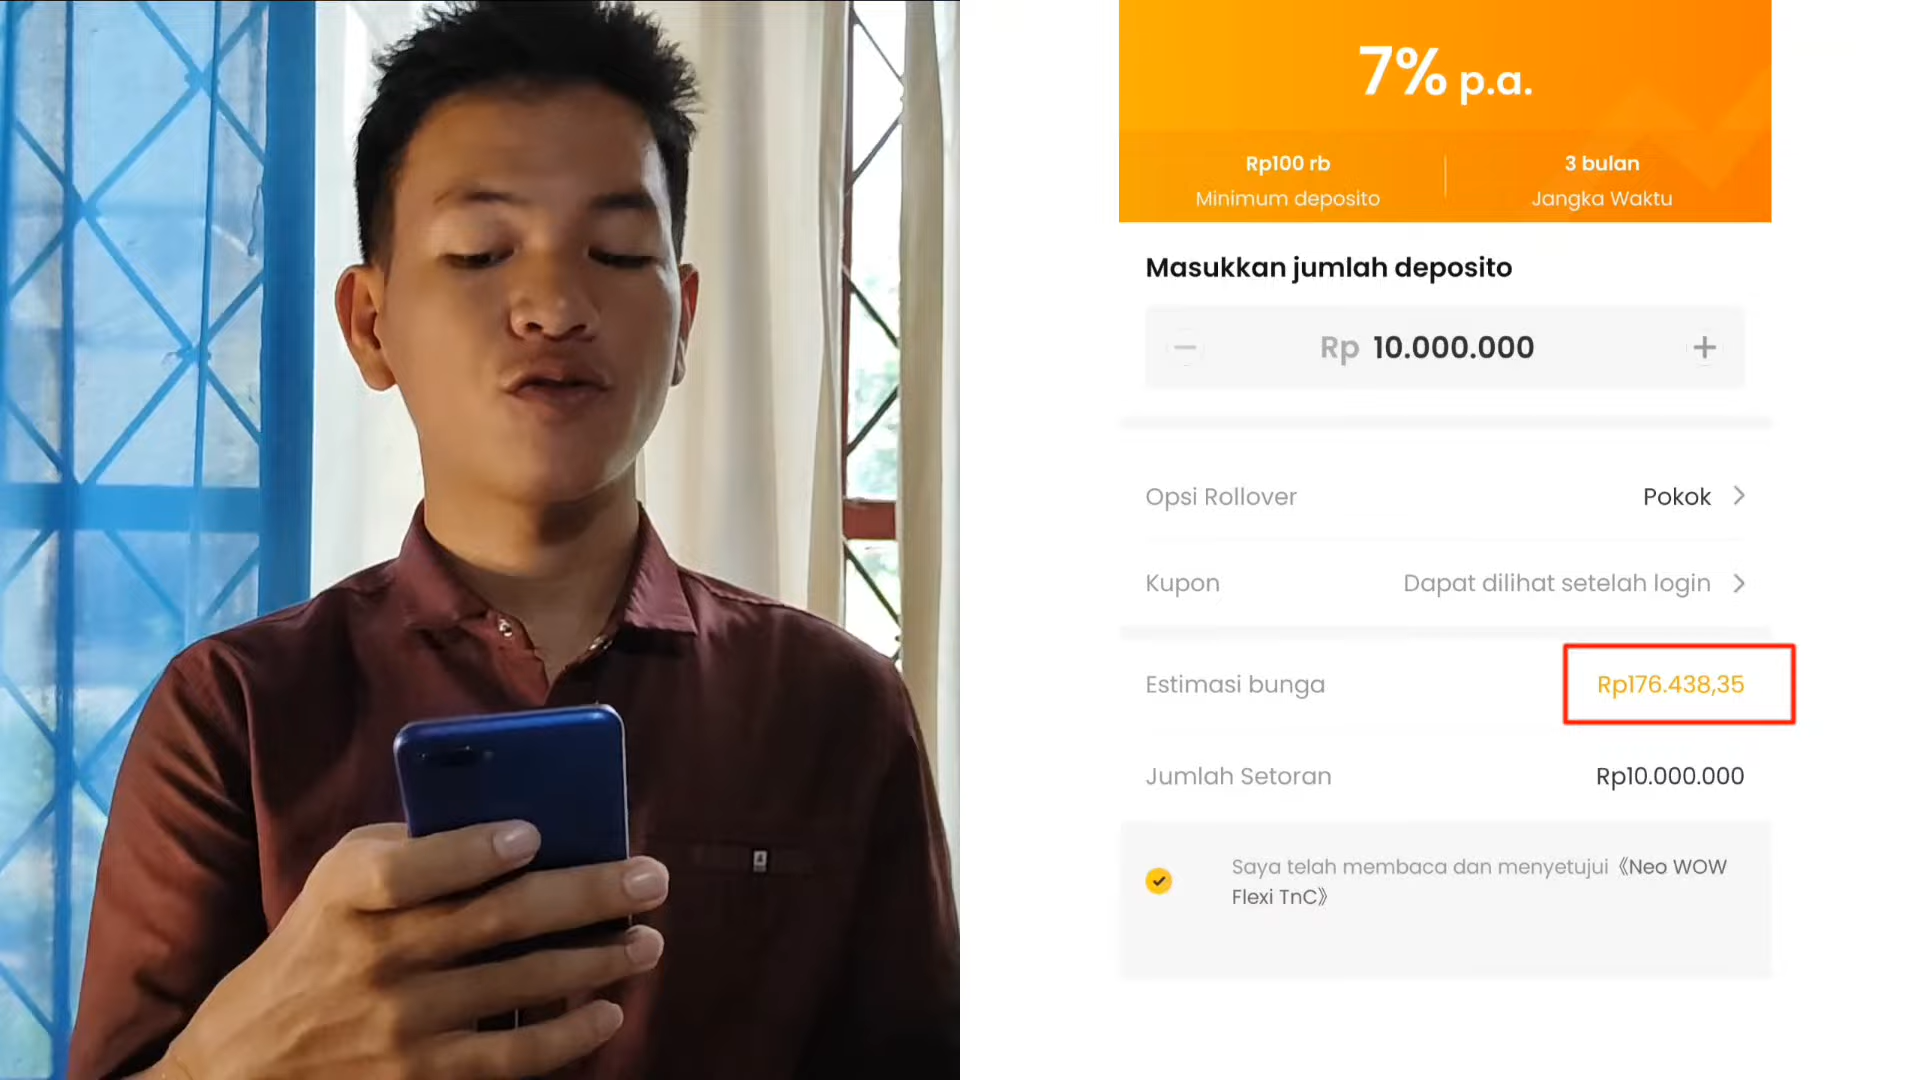 7% p.a.
Rp100 rb
Minimum deposito
3 bulan
Jangka Waktu
Masukkan jumlah deposito
Rp 10.000.000
Opsi Rollover
Pokok
Kupon
Dapat dilihat setelah login
Estimasi bunga
Rp176.438,35
Jumlah Setoran
Rp10.000.000
Saya telah membaca dan menyetujui《Neo WOW
Flexi TnC》